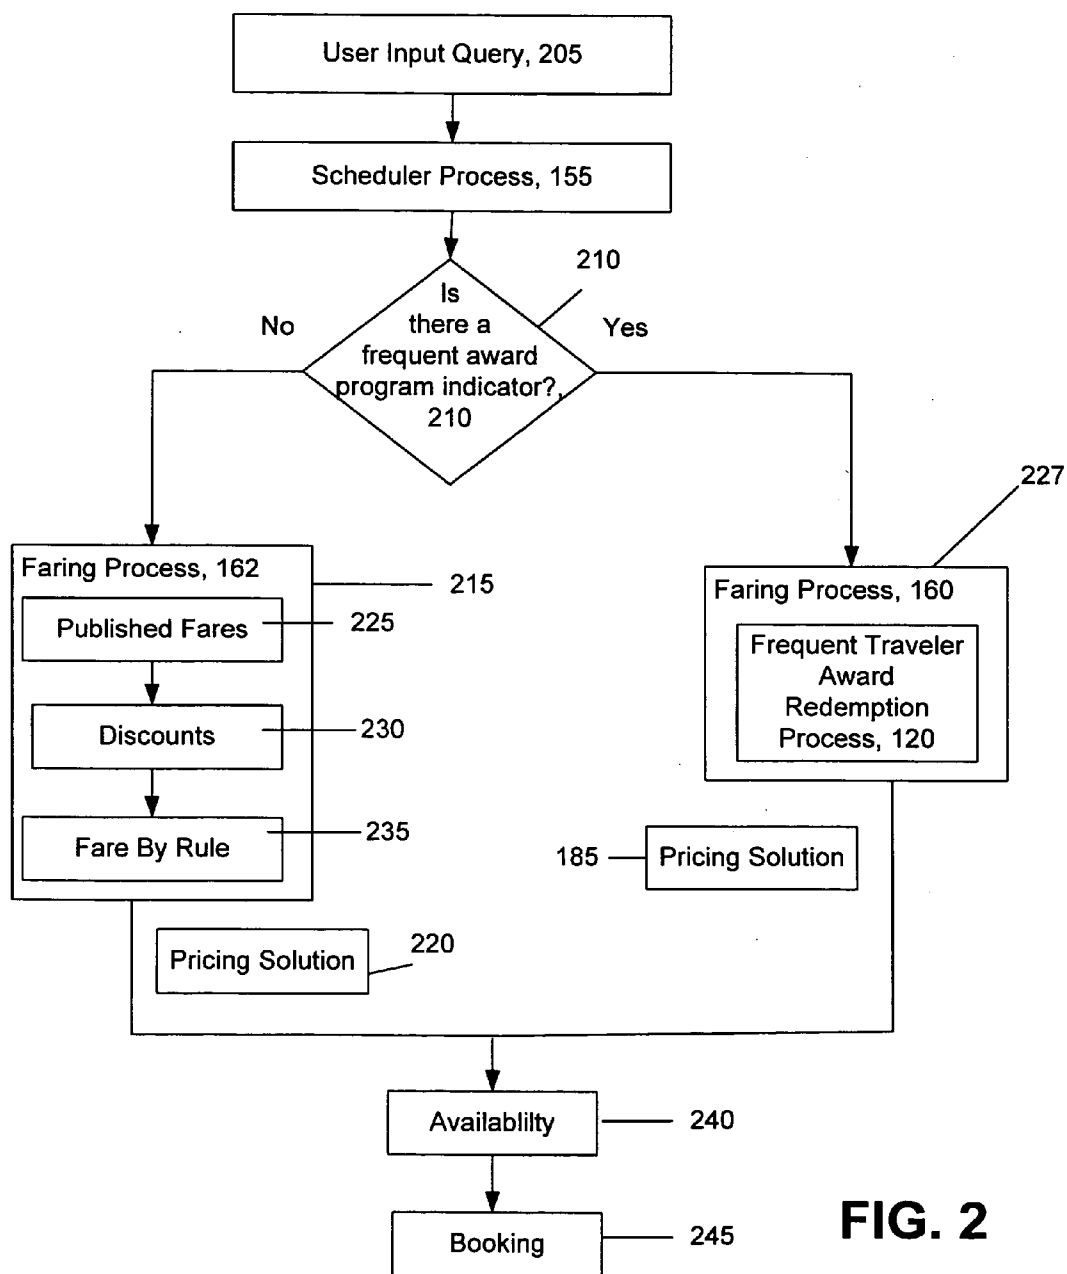 User Input Query, 205
Scheduler Process, 155
210
No
Yes
Is
there a
frequent award
program indicator?,
210
227
Faring Process, 162
215
Published Fares
225
Discounts
230
Fare By Rule
235
Faring Process, 160
Frequent Traveler
Award
Redemption
Process, 120
185
Pricing Solution
Pricing Solution
220
Availablilty
240
Booking
245
FIG. 2